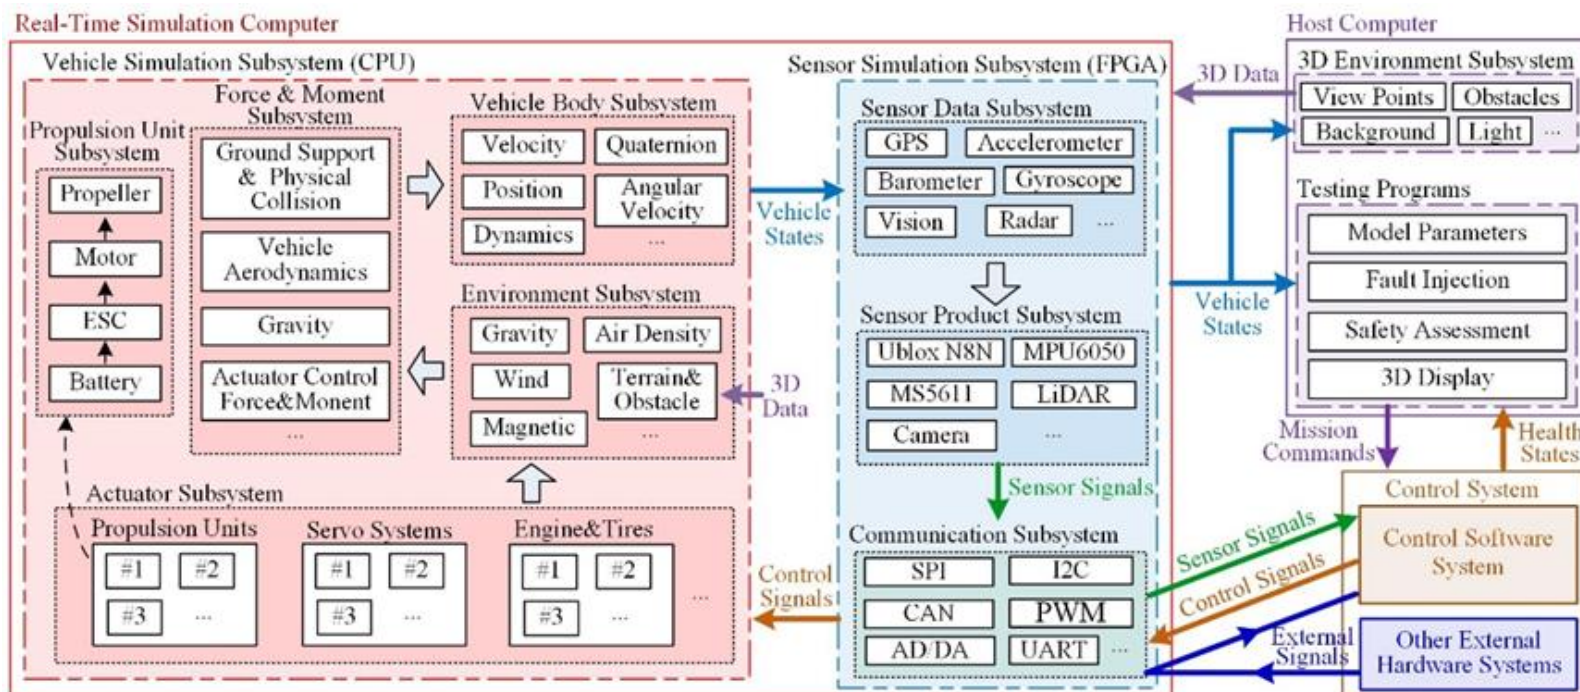 Real-Time Simulation Computer
Vehicle Simulation Subsystem (CPU)
Propulsion Unit
Subsystem
Propeller
Motor
ESC
Battery
Force & Moment
Subsystem
Ground Support
& Physical
Collision
Vehicle
Aerodynamics
Gravity
Actuator Control
Force&Monent
...
Vehicle Body Subsystem
Velocity
Quaternion
Position
Angular
Velocity
Dynamics
...
Environment Subsystem
Gravity
Air Density
Wind
Terrain&
Obstacle
Magnetic
...
3D
Data
Actuator Subsystem
Propulsion Units
#1
#2
#3
...
Servo Systems
#1
#2
#3
...
Engine&Tires
#1
#2
#3
...
...
Vehicle
States
Control
Signals
Sensor Simulation Subsystem (FPGA)
Sensor Data Subsystem
GPS
Accelerometer
Barometer
Gyroscope
Vision
Radar
...
Sensor Product Subsystem
Ublox N8N
MPU6050
MS5611
LiDAR
Camera
...
Sensor Signals
Communication Subsystem
SPI
I2C
CAN
PWM
AD/DA
UART
...
3D Data
Vehicle
States
Host Computer
3D Environment Subsystem
View Points
Obstacles
Background
Light
...
Testing Programs
Model Parameters
Fault Injection
Safety Assessment
3D Display
Mission
Commands
Health
States
Control System
Control Software
System
Sensor Signals
Control Signals
External
Signals
Other External
Hardware Systems